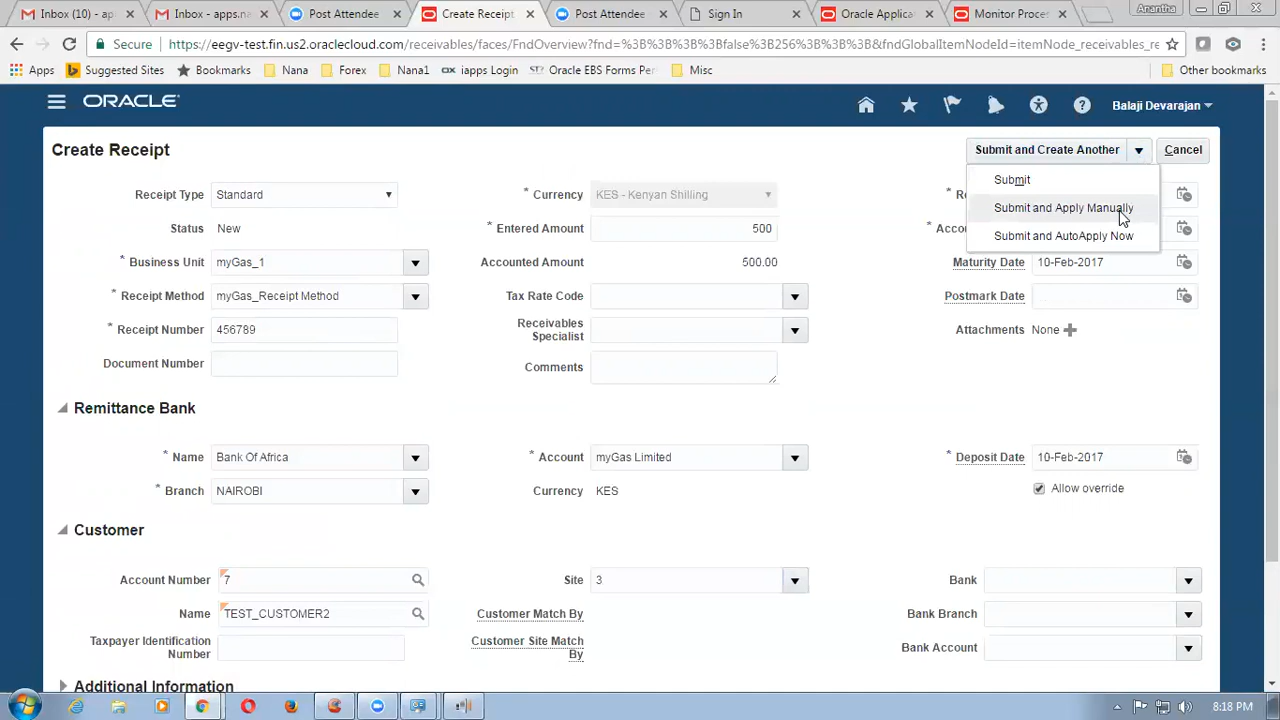 Inbox (10) - ap
Inbox - apps.na
Post Attendee
Create Receipt
Post Attendee
Sign In
Oracle Applica
Monitor Proce
Anantha
Secure https://eegv-test.fin.us2.oraclecloud.com/receivables/faces/FndOverview?fnd=%3B%3B%3B%3Bfalse%3B256%3B%3B%3B&fndGlobalItemNodeId=itemNode_receivables_re
Apps Suggested Sites Bookmarks Nana Forex Nana1 iapps Login Oracle EBS Forms Per Misc Other bookmarks
ORACLE
Balaji Devarajan
Create Receipt
Submit and Create Another
Cancel
Submit
Submit and Apply Manually
Submit and AutoApply Now
Receipt Type Standard
* Currency KES - Kenyan Shilling
* Re
Status New
* Entered Amount 500
* Accou
* Business Unit myGas_1
Accounted Amount 500.00
Maturity Date 10-Feb-2017
* Receipt Method myGas_Receipt Method
Tax Rate Code
Postmark Date
* Receipt Number 456789
Receivables
Specialist
Attachments None
Document Number
Comments
Remittance Bank
* Name Bank Of Africa
* Account myGas Limited
* Deposit Date 10-Feb-2017
* Branch NAIROBI
Currency KES
Allow override
Customer
Account Number 7
Site 3
Bank
Name TEST_CUSTOMER2
Customer Match By
Bank Branch
Taxpayer Identification
Number
Customer Site Match
By
Bank Account
Additional Information
8:18 PM